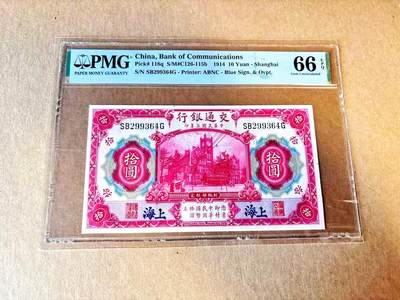 PMG
PAPER MONEY GUARANTY
China, Bank of Communications
Pick# 118q S/M#C126-115b 1914 10 Yuan - Shanghai
S/N SB299364G - Printer: ABNC - Blue Sign. & Ovpt.
66 EPQ
Gem Uncirculated
行銀通交
SB299364G SB299364G
拾 拾
圓 圓
海上 海上